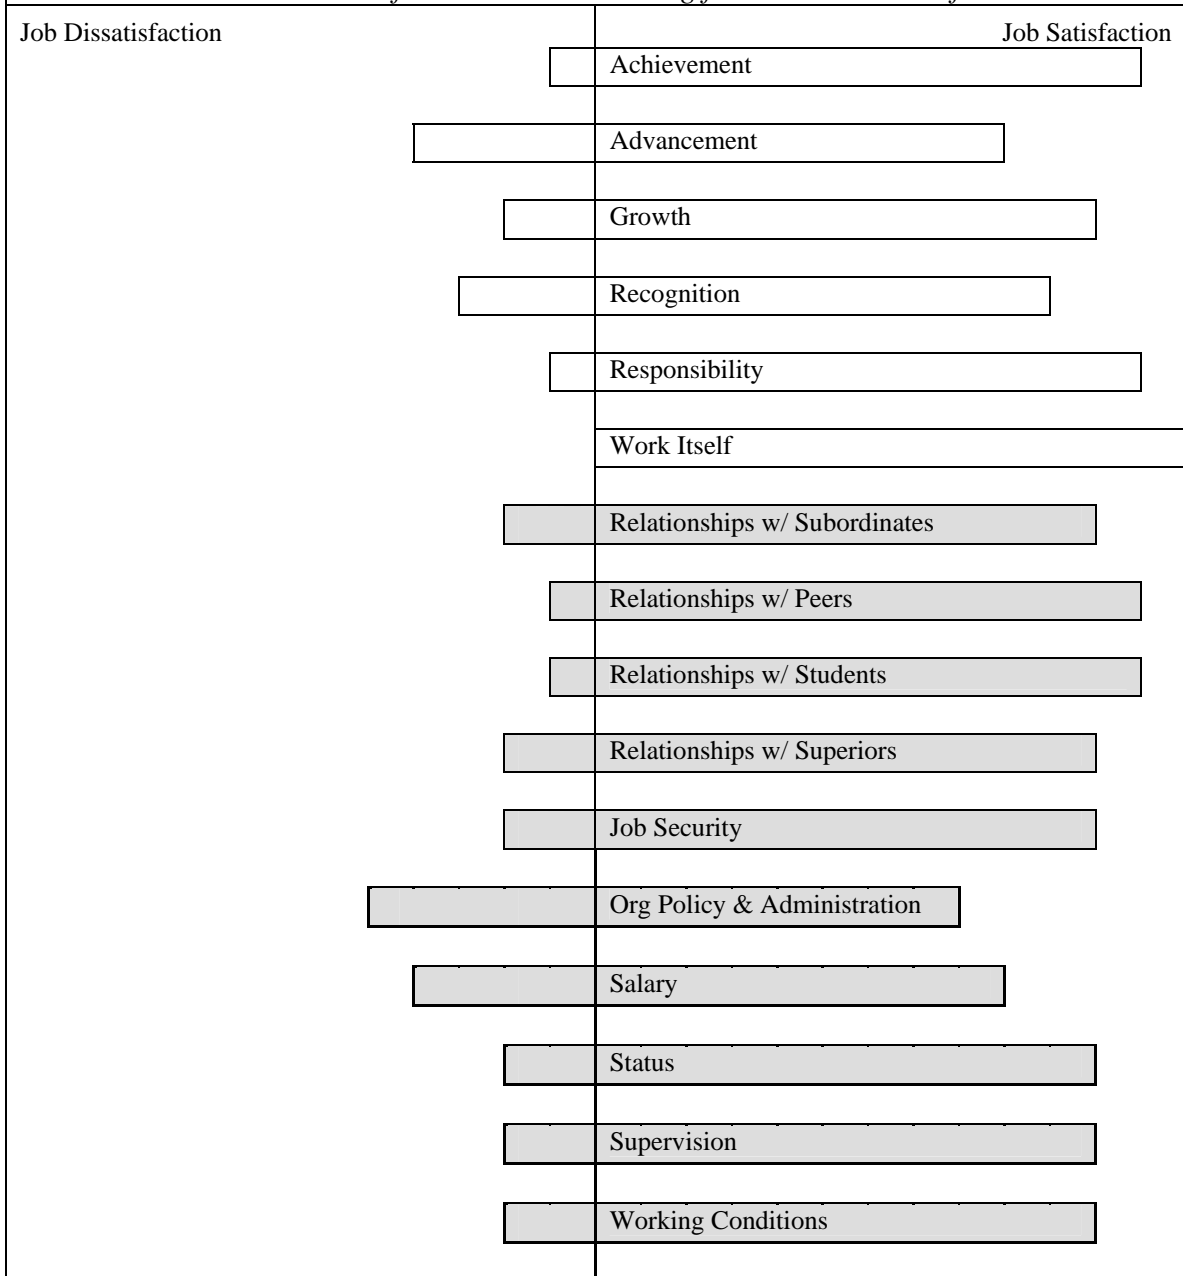 Job Dissatisfaction Job Satisfaction
Achievement
Advancement
Growth
Recognition
Responsibility
Work Itself
Relationships w/ Subordinates
Relationships w/ Peers
Relationships w/ Students
Relationships w/ Superiors
Job Security
Org Policy & Administration
Salary
Status
Supervision
Working Conditions